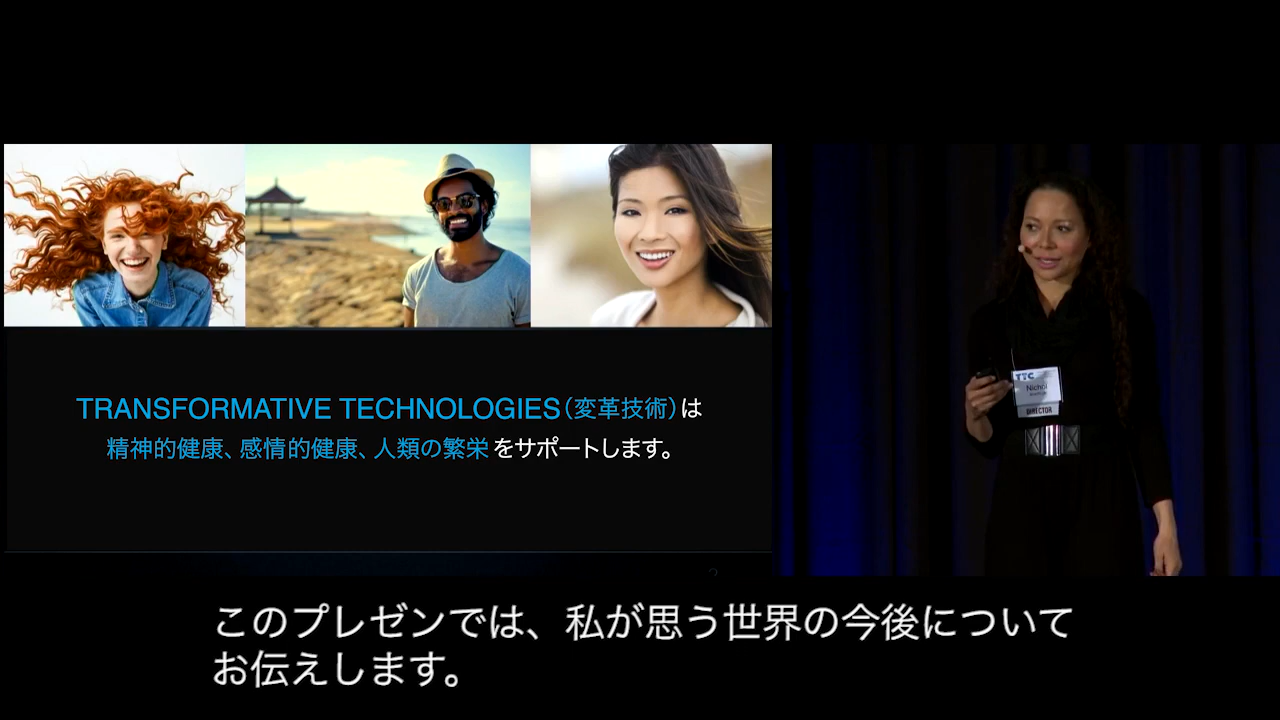 TRANSFORMATIVE TECHNOLOGIES（変革技術）は
精神的健康、感情的健康、人類の繁栄をサポートします。
TTC
Nichol
DIRECTOR
このプレゼンでは、私が思う世界の今後について
お伝えします。